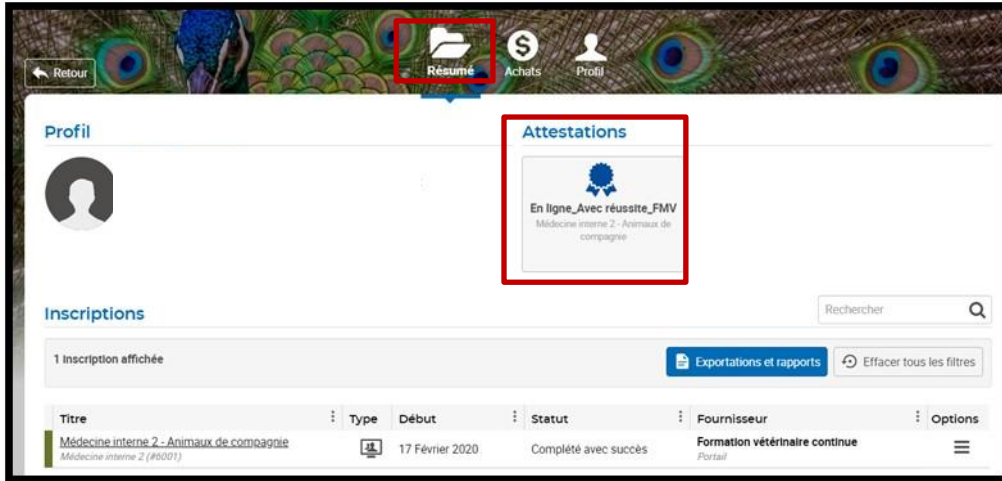 Retour
Résumé
Achats
Profil
Profil
Attestations
En ligne_Avec réussite_FMV
Médecine interne 2 - Animaux de
compagnie
Inscriptions
Rechercher
1 inscription affichée
Exportations et rapports
Effacer tous les filtres
Titre Type Début Statut Fournisseur Options
Médecine interne 2 - Animaux de compagnie 17 Février 2020 Complété avec succès Formation vétérinaire continue
Médecine interne 2 (#6001) Portail